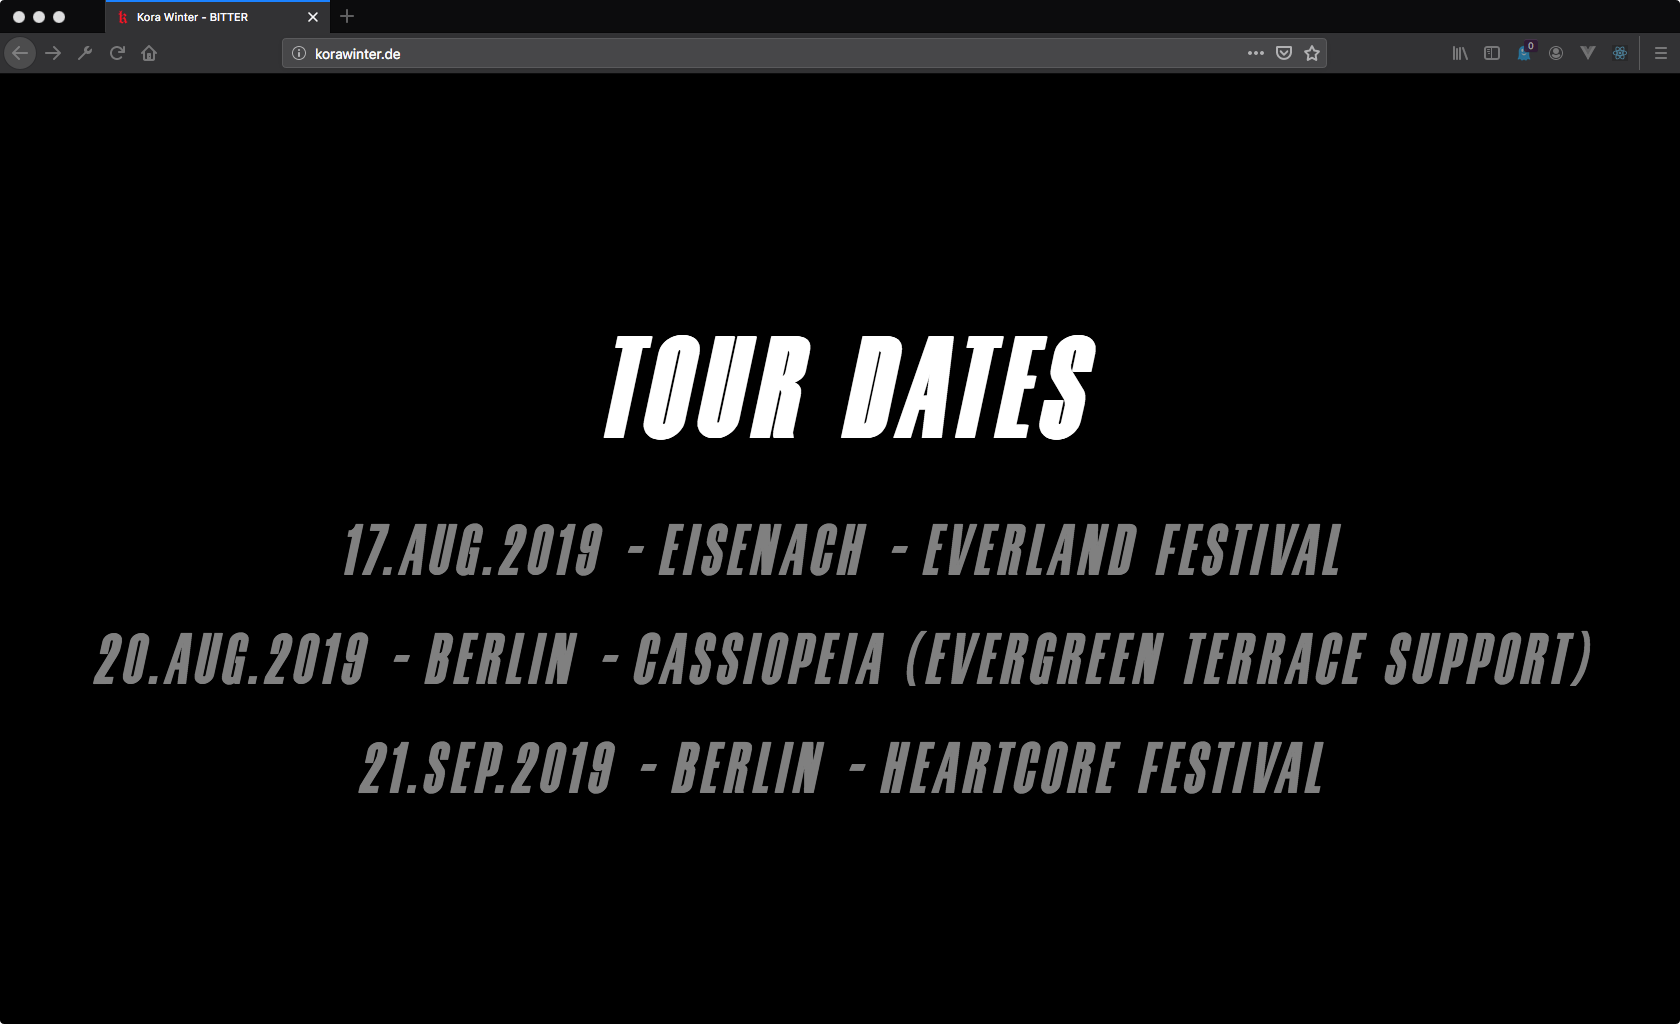 Kora Winter - BITTER
korawinter.de
0
TOUR DATES
17.AUG.2019 - EISENACH - EVERLAND FESTIVAL
20.AUG.2019 - BERLIN - CASSIOPEIA (EVERGREEN TERRACE SUPPORT)
21.SEP.2019 - BERLIN - HEARTCORE FESTIVAL